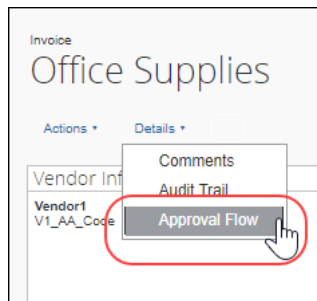 Invoice
Office Supplies
Actions Details
Comments
Vendor Inf
Audit Trail
Vendor1
V1_AA_Code
Approval Flow